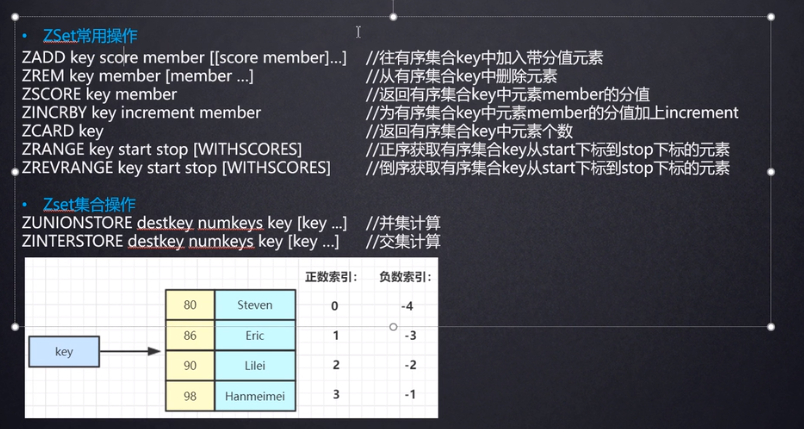 • ZSet常用操作
ZADD key score member [[score member]…] //往有序集合key中加入带分值元素
ZREM key member [member …] //从有序集合key中删除元素
ZSCORE key member //返回有序集合key中元素member的分值
ZINCRBY key increment member //为有序集合key中元素member的分值加上increment
ZCARD key //返回有序集合key中元素个数
ZRANGE key start stop [WITHSCORES] //正序获取有序集合key从start下标到stop下标的元素
ZREVRANGE key start stop [WITHSCORES] //倒序获取有序集合key从start下标到stop下标的元素
• Zset集合操作
ZUNIONSTORE destkey numkeys key [key …] //并集计算
ZINTERSTORE destkey numkeys key [key …] //交集计算
正数索引: 负数索引:
80 Steven 0 -4
86 Eric 1 -3
key
90 Lilei 2 -2
98 Hanmeimei 3 -1